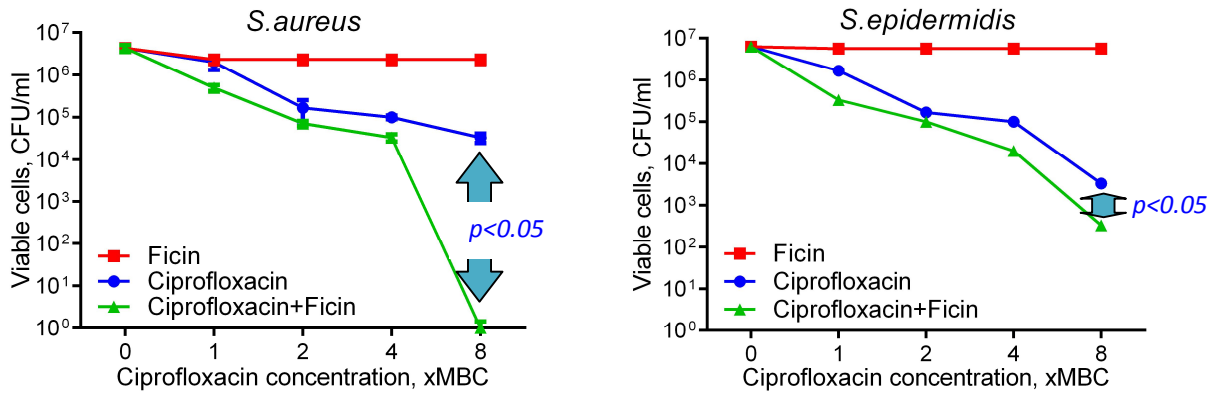 S.aureus
10⁷
10⁶
10⁵
10⁴
10³
10²
10¹
10⁰
Viable cells, CFU/ml
p<0.05
Ficin
Ciprofloxacin
Ciprofloxacin+Ficin
0 1 2 4 8
Ciprofloxacin concentration, xMBC
S.epidermidis
10⁷
10⁶
10⁵
10⁴
10³
10²
10¹
10⁰
Viable cells, CFU/ml
p<0.05
Ficin
Ciprofloxacin
Ciprofloxacin+Ficin
0 1 2 4 8
Ciprofloxacin concentration, xMBC